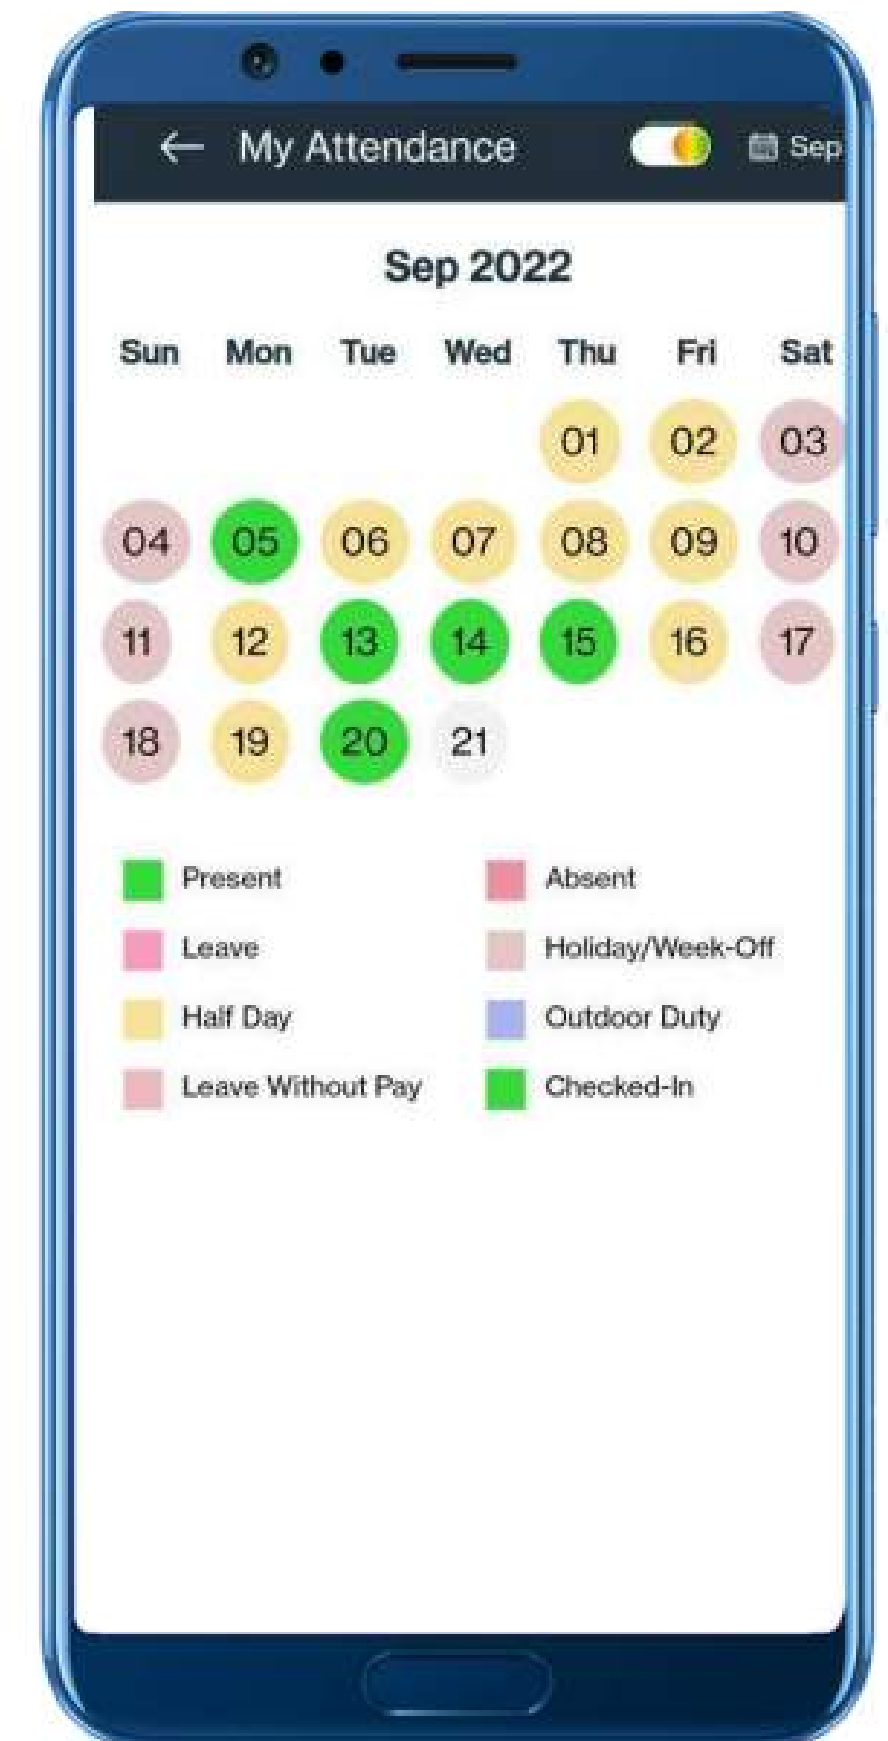 My Attendance Sep
Sep 2022
Sun Mon Tue Wed Thu Fri Sat
01 02 03
04 05 06 07 08 09 10
11 12 13 14 15 16 17
18 19 20 21
Present Absent
Leave Holiday/Week-Off
Half Day Outdoor Duty
Leave Without Pay Checked-In